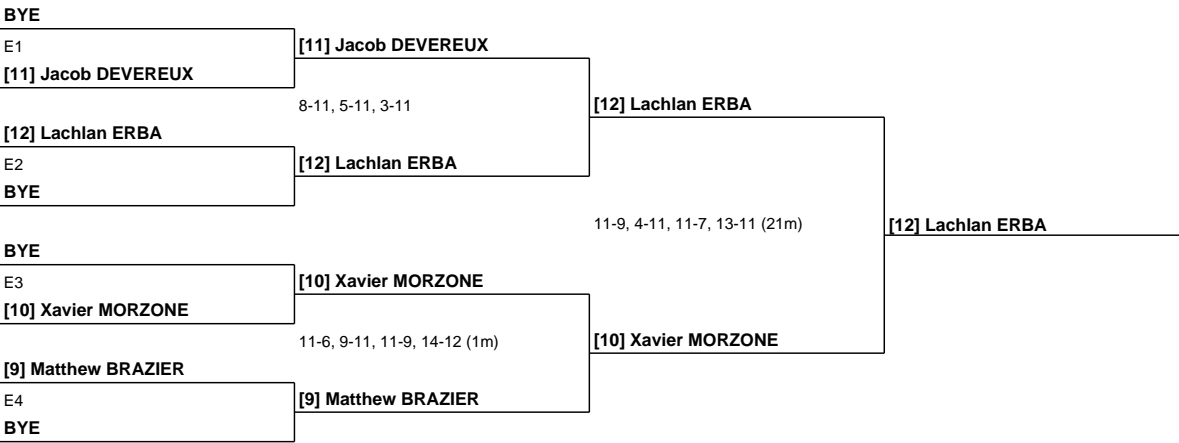 BYE
E1
[11] Jacob DEVEREUX
[11] Jacob DEVEREUX
8-11, 5-11, 3-11
[12] Lachlan ERBA
[12] Lachlan ERBA
E2
[12] Lachlan ERBA
BYE
11-9, 4-11, 11-7, 13-11 (21m)
[12] Lachlan ERBA
BYE
E3
[10] Xavier MORZONE
[10] Xavier MORZONE
11-6, 9-11, 11-9, 14-12 (1m)
[10] Xavier MORZONE
[9] Matthew BRAZIER
E4
[9] Matthew BRAZIER
BYE